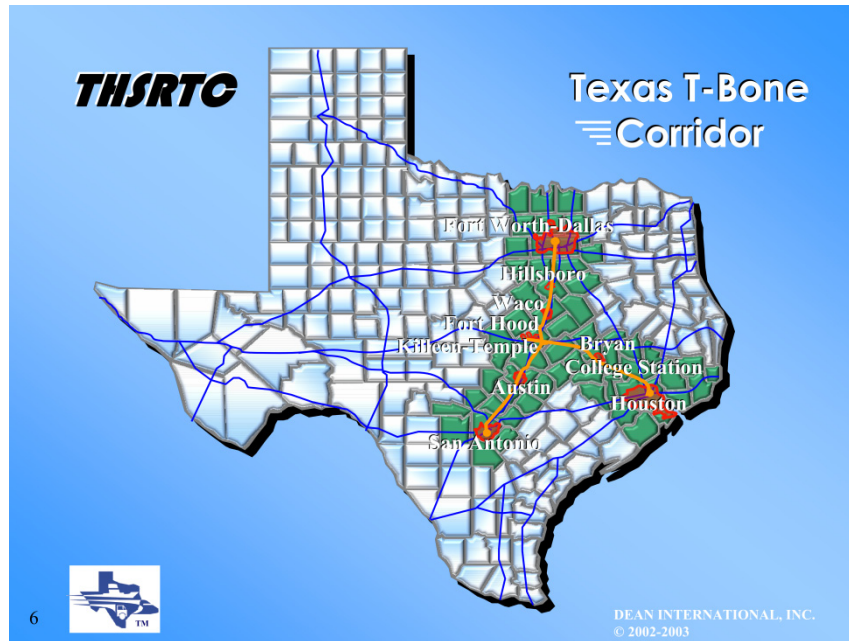 THSRTC
Texas T-Bone
Corridor
Fort Worth-Dallas
Hillsboro
Waco
Fort Hood
Killeen-Temple
Bryan
College Station
Austin
Houston
San Antonio
6
TM
DEAN INTERNATIONAL, INC.
© 2002-2003